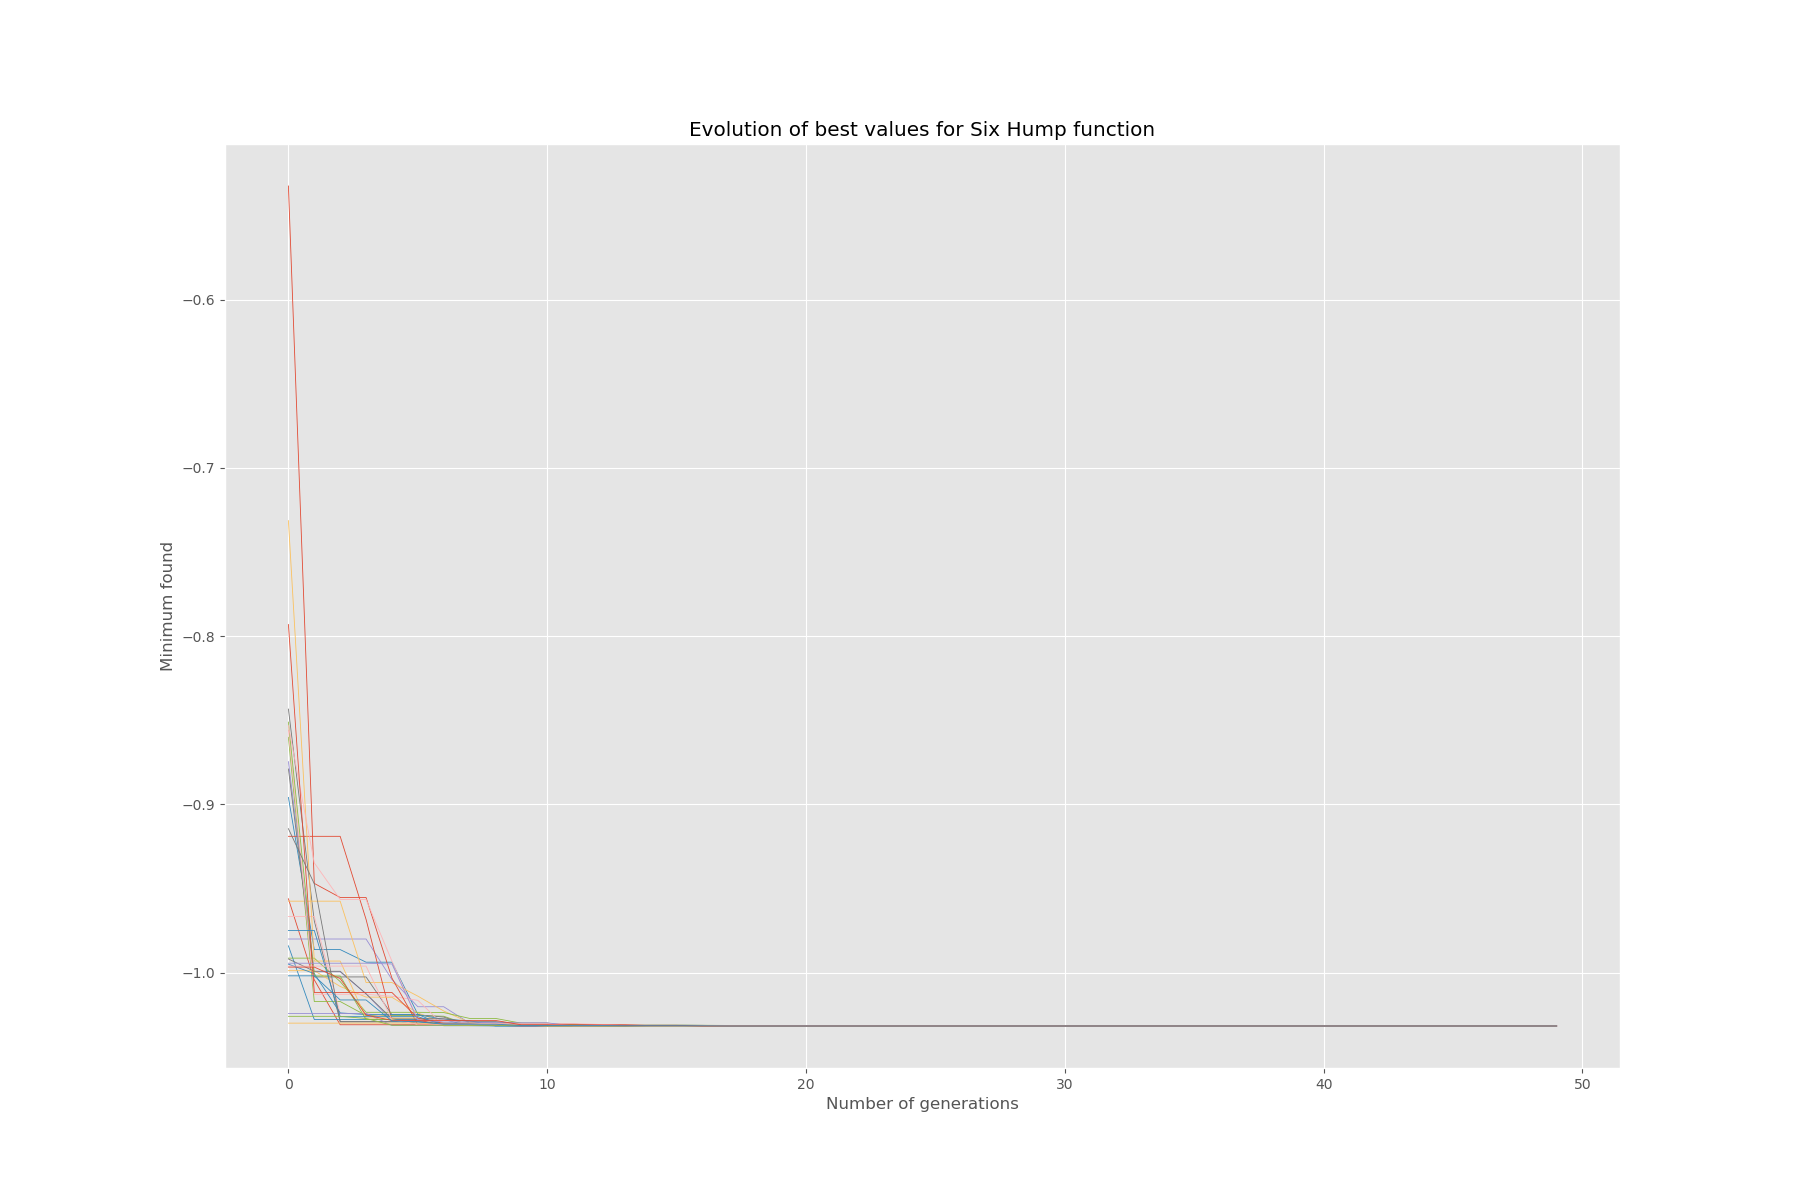 Evolution of best values for Six Hump function
−0.6
−0.7
−0.8
−0.9
−1.0
Minimum found
0 10 20 30 40 50
Number of generations